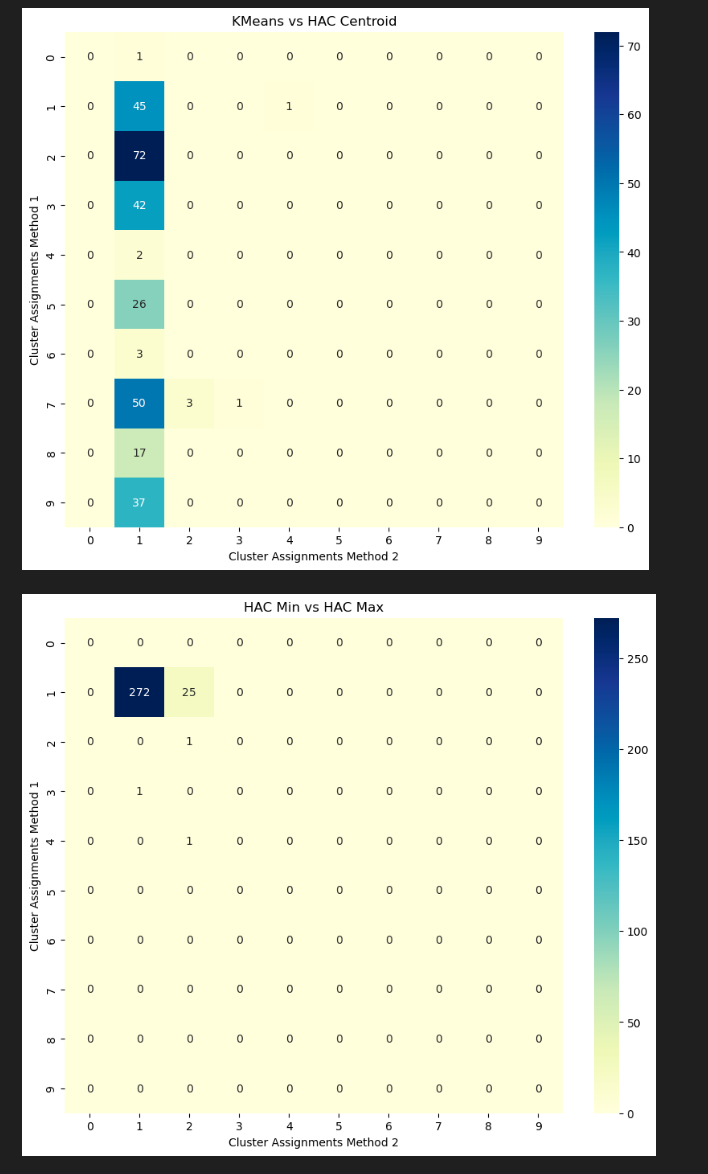 KMeans vs HAC Centroid
0 0 1 0 0 0 0 0 0 0 0 70
1 0 45 0 0 1 0 0 0 0 0 60
2 0 72 0 0 0 0 0 0 0 0 50
3 0 42 0 0 0 0 0 0 0 0
4 0 2 0 0 0 0 0 0 0 0 40
5 0 26 0 0 0 0 0 0 0 0 30
6 0 3 0 0 0 0 0 0 0 0 20
7 0 50 3 1 0 0 0 0 0 0
8 0 17 0 0 0 0 0 0 0 0 10
9 0 37 0 0 0 0 0 0 0 0 0
0 1 2 3 4 5 6 7 8 9
Cluster Assignments Method 1
Cluster Assignments Method 2
HAC Min vs HAC Max
0 0 0 0 0 0 0 0 0 0 0 250
1 0 272 25 0 0 0 0 0 0 0
2 0 0 1 0 0 0 0 0 0 0 200
3 0 1 0 0 0 0 0 0 0 0
4 0 0 1 0 0 0 0 0 0 0 150
5 0 0 0 0 0 0 0 0 0 0
6 0 0 0 0 0 0 0 0 0 0 100
7 0 0 0 0 0 0 0 0 0 0
8 0 0 0 0 0 0 0 0 0 0 50
9 0 0 0 0 0 0 0 0 0 0 0
0 1 2 3 4 5 6 7 8 9
Cluster Assignments Method 1
Cluster Assignments Method 2